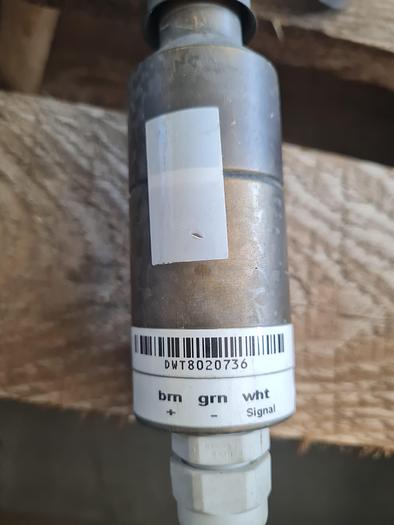 DWT8020736
brn grn wht
+ - Signal